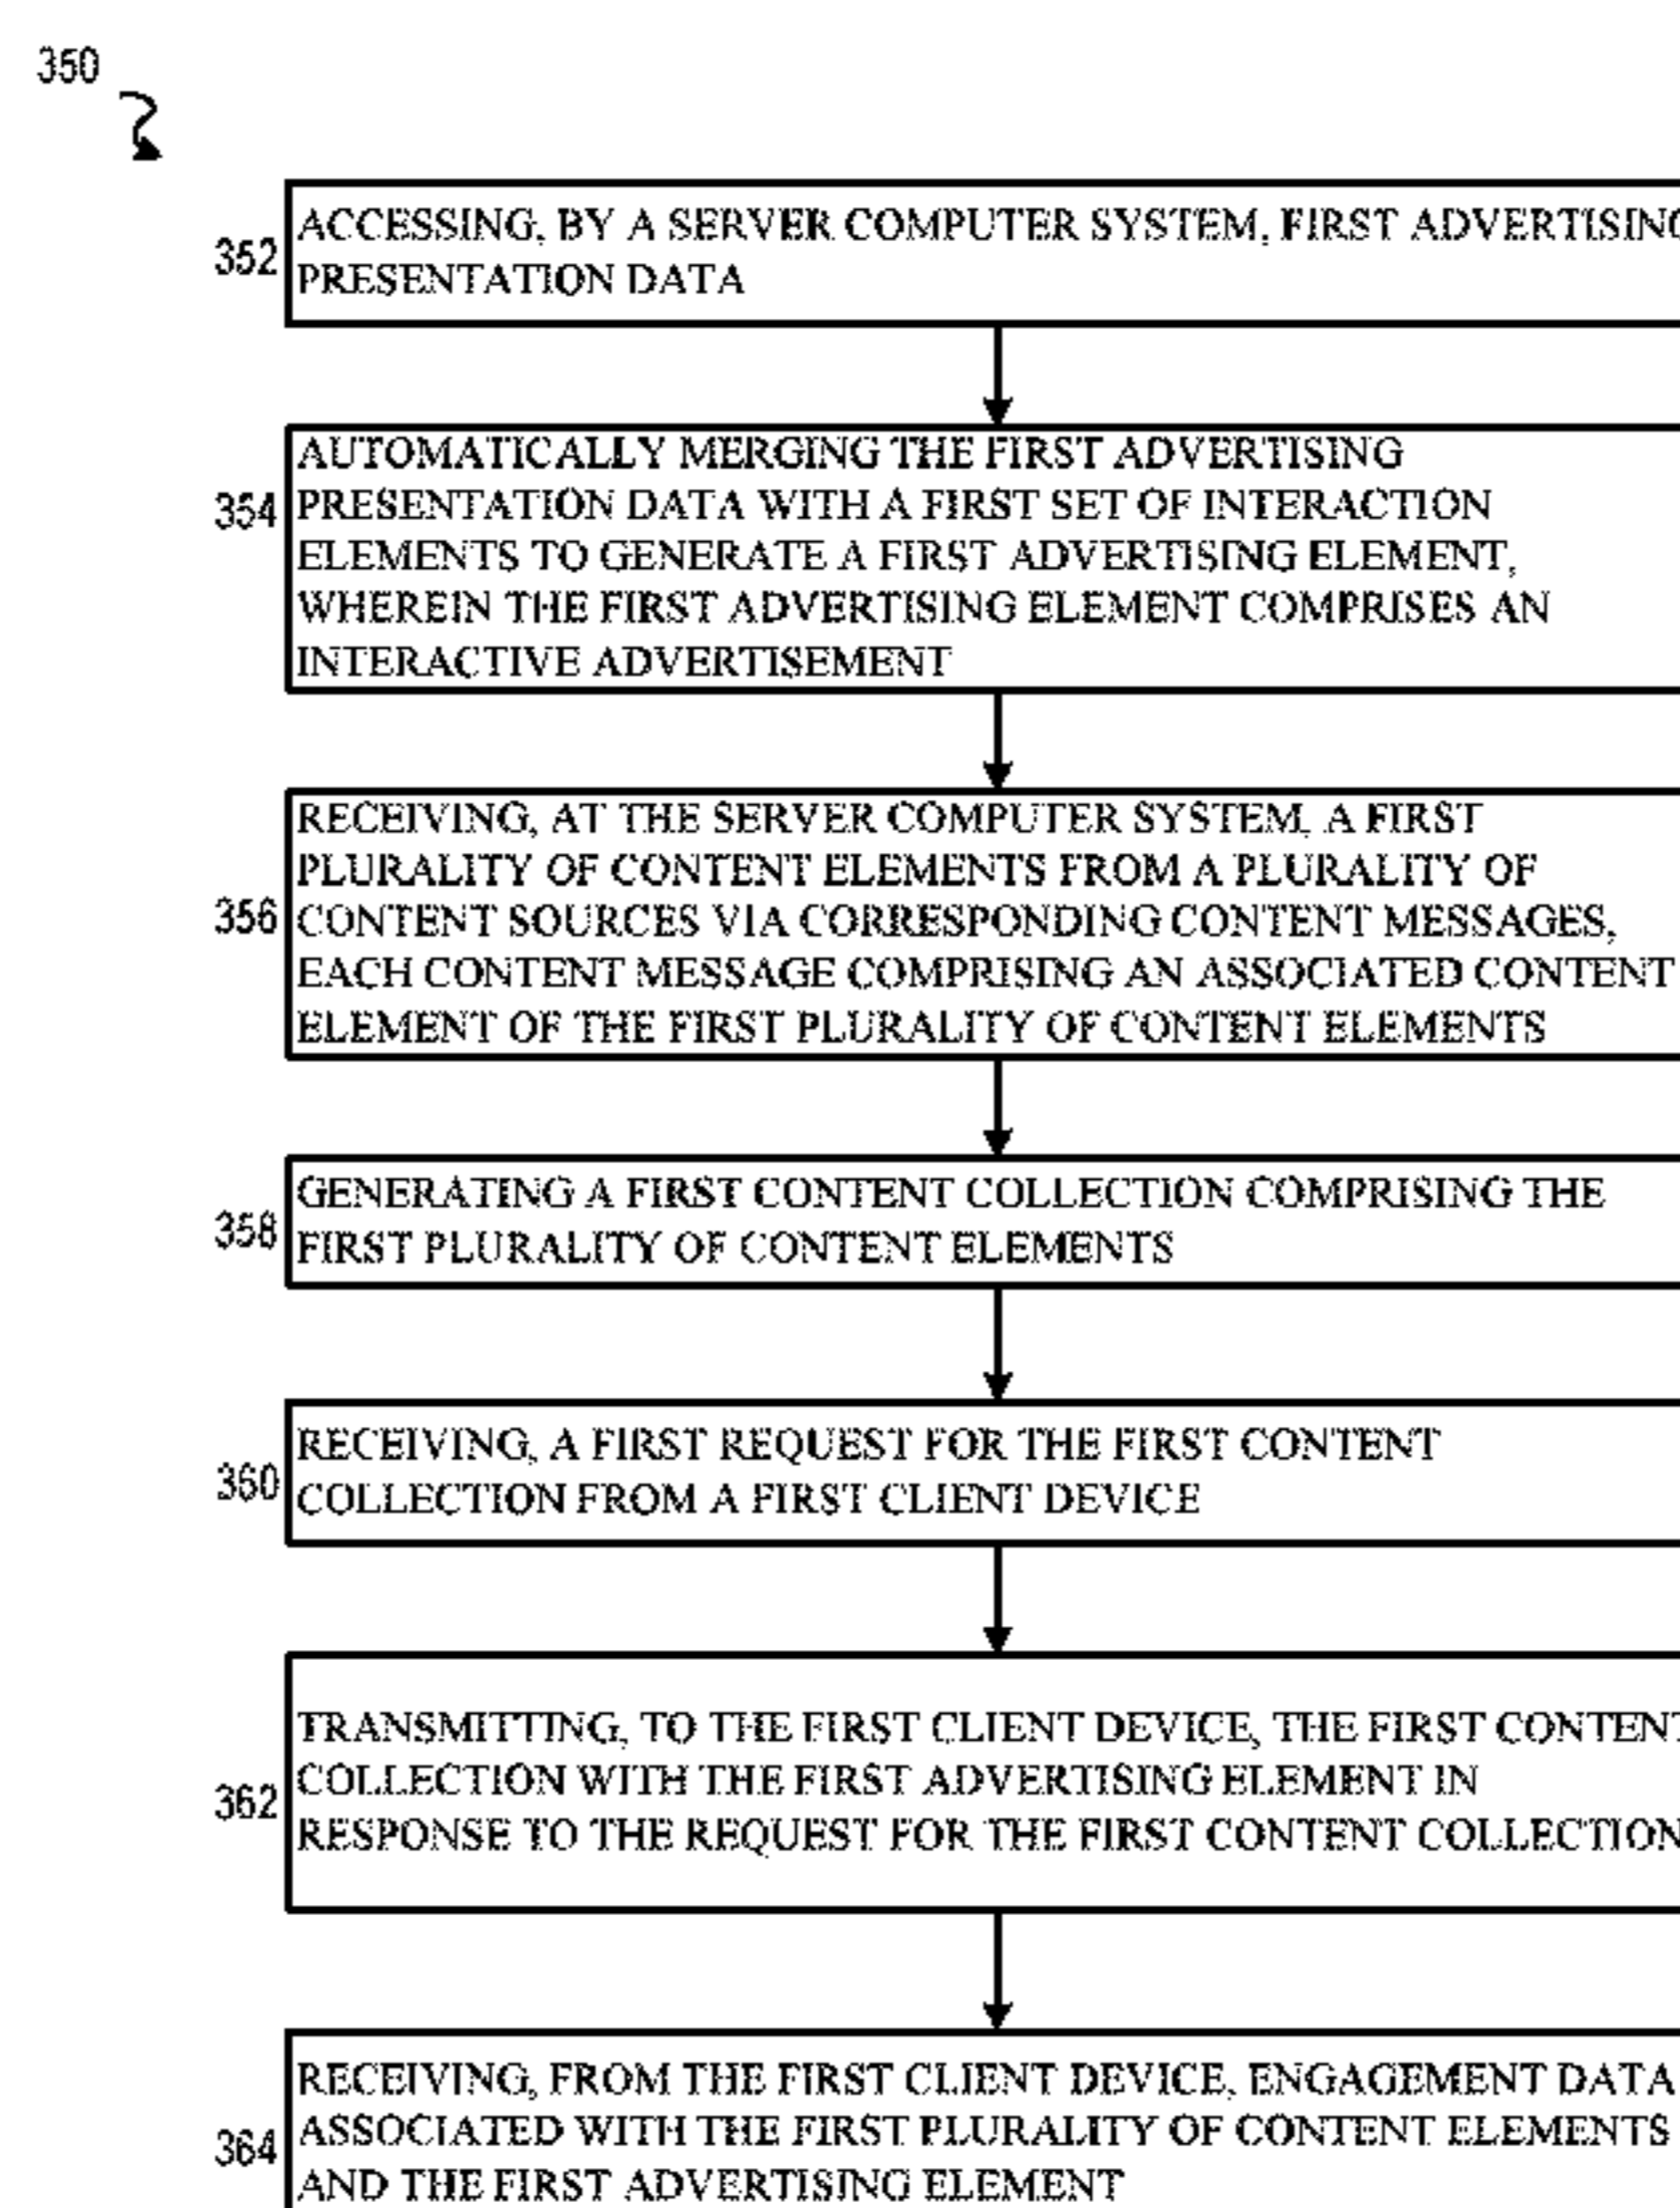 350
352
ACCESSING, BY A SERVER COMPUTER SYSTEM, FIRST ADVERTISING
PRESENTATION DATA
354
AUTOMATICALLY MERGING THE FIRST ADVERTISING
PRESENTATION DATA WITH A FIRST SET OF INTERACTION
ELEMENTS TO GENERATE A FIRST ADVERTISING ELEMENT,
WHEREIN THE FIRST ADVERTISING ELEMENT COMPRISES AN
INTERACTIVE ADVERTISEMENT
356
RECEIVING, AT THE SERVER COMPUTER SYSTEM, A FIRST
PLURALITY OF CONTENT ELEMENTS FROM A PLURALITY OF
CONTENT SOURCES VIA CORRESPONDING CONTENT MESSAGES,
EACH CONTENT MESSAGE COMPRISING AN ASSOCIATED CONTENT
ELEMENT OF THE FIRST PLURALITY OF CONTENT ELEMENTS
358
GENERATING A FIRST CONTENT COLLECTION COMPRISING THE
FIRST PLURALITY OF CONTENT ELEMENTS
360
RECEIVING, A FIRST REQUEST FOR THE FIRST CONTENT
COLLECTION FROM A FIRST CLIENT DEVICE
362
TRANSMITTING, TO THE FIRST CLIENT DEVICE, THE FIRST CONTENT
COLLECTION WITH THE FIRST ADVERTISING ELEMENT IN
RESPONSE TO THE REQUEST FOR THE FIRST CONTENT COLLECTION
364
RECEIVING, FROM THE FIRST CLIENT DEVICE, ENGAGEMENT DATA
ASSOCIATED WITH THE FIRST PLURALITY OF CONTENT ELEMENTS
AND THE FIRST ADVERTISING ELEMENT